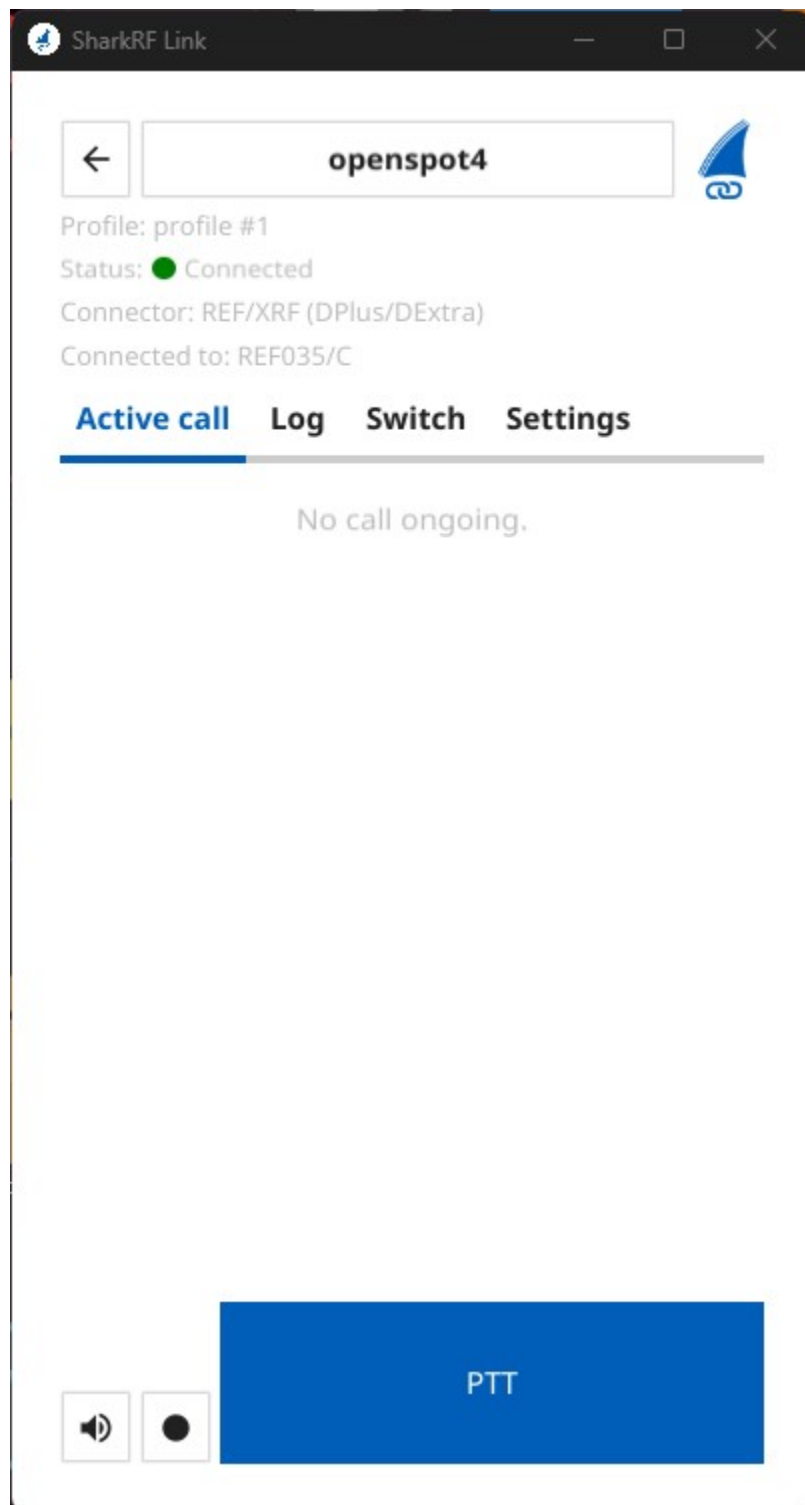 SharkRF Link
openspot4
Profile: profile #1
Status: Connected
Connector: REF/XRF (DPlus/DExtra)
Connected to: REF035/C
Active call Log Switch Settings
No call ongoing.
PTT